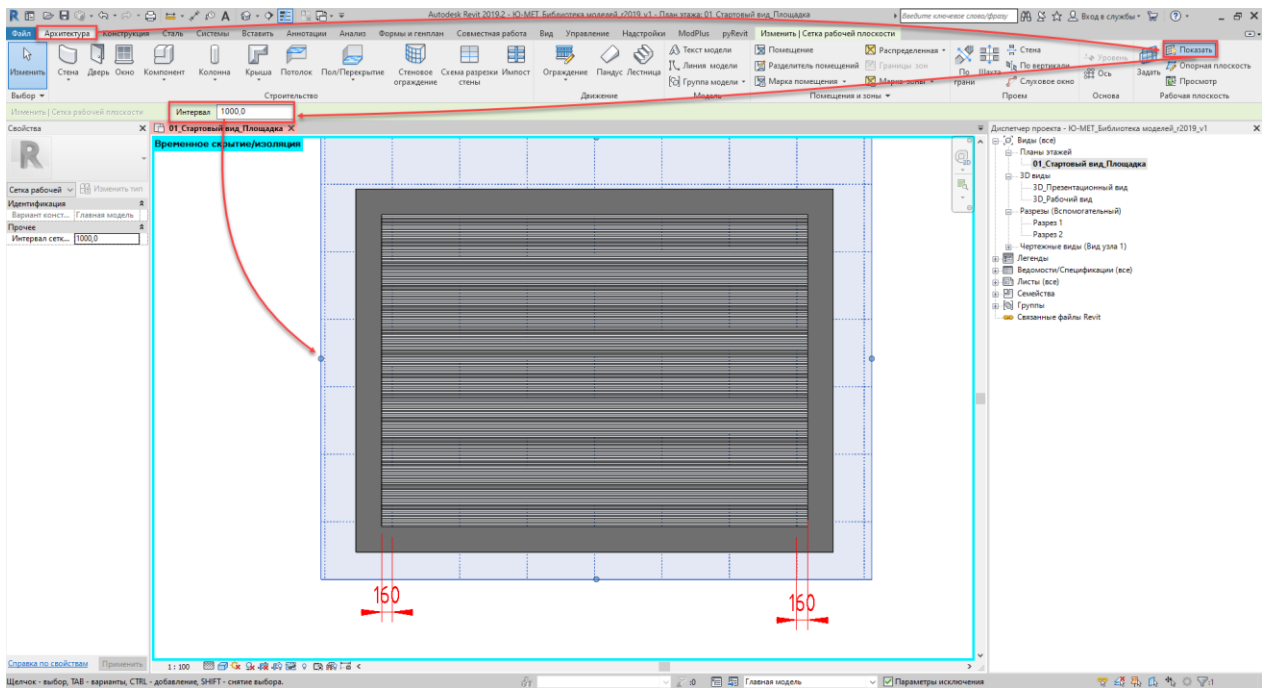 Autodesk Revit 2019.2 - Ю-МЕТ_Библиотека моделей_r2019_v1 - План этажа: 01_Стартовый вид_Площадка
Введите ключевое слово/фразу
Вход в службы
Файл Архитектура Конструкция Сталь Системы Вставить Аннотации Анализ Формы и генплан Совместная работа Вид Управление Надстройки ModPlus pyRevit Изменить | Сетка рабочей плоскости
Изменить
Стена Дверь Окно Компонент Колонна Крыша Потолок Пол/Перекрытие Стеновое ограждение Схема разрезки стены Импост
Ограждение Пандус Лестница
Текст модели
Линия модели
Группа модели
Помещение
Разделитель помещений
Марка помещения
Распределенная
Границы зон
Марка зоны
По грани
Шахта
Стена
По вертикали
Слуховое окно
Уровень
Ось
Задать
Показать
Опорная плоскость
Просмотр
Выбор Строительство Движение Модель Помещения и зоны Проем Основа Рабочая плоскость
Изменить | Сетка рабочей плоскости Интервал 1000,0
Свойства
R
Сетка рабочей
Изменить тип
Идентификация
Вариант конст... Главная модель
Прочее
Интервал сетк... 1000,0
Справка по свойствам Применить
01_Стартовый вид_Площадка
Временное скрытие/изоляция
160
160
1 : 100
Диспетчер проекта - Ю-МЕТ_Библиотека моделей_r2019_v1
Виды (все)
Планы этажей
01_Стартовый вид_Площадка
3D виды
3D_Презентационный вид
3D_Рабочий вид
Разрезы (Вспомогательный)
Разрез 1
Разрез 2
Чертежные виды (Вид узла 1)
Легенды
Ведомости/Спецификации (все)
Листы (все)
Семейства
Группы
Связанные файлы Revit
Щелчок - выбор, TAB - варианты, CTRL - добавление, SHIFT - снятие выбора.
:0
Главная модель
Параметры исключения
:1